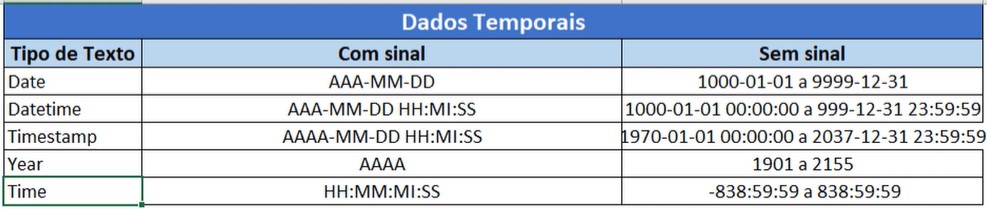 Dados Temporais
Tipo de Texto Com sinal Sem sinal
Date AAA-MM-DD 1000-01-01 a 9999-12-31
Datetime AAA-MM-DD HH:MI:SS 1000-01-01 00:00:00 a 999-12-31 23:59:59
Timestamp AAAA-MM-DD HH:MI:SS 1970-01-01 00:00:00 a 2037-12-31 23:59:59
Year AAAA 1901 a 2155
Time HH:MM:MI:SS -838:59:59 a 838:59:59